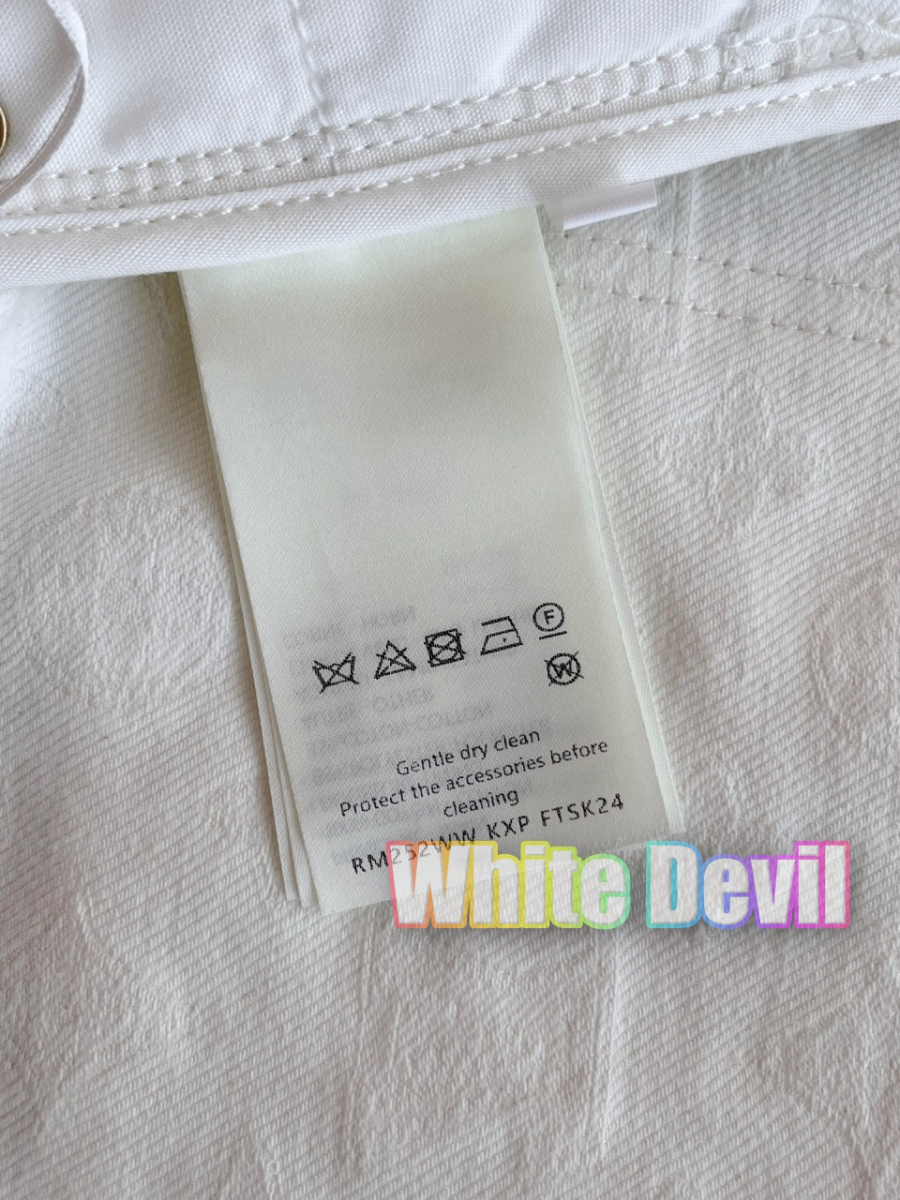 F
W
Gentle dry clean
Protect the accessories before
cleaning
RM252WW KXP FTSK24
White Devil